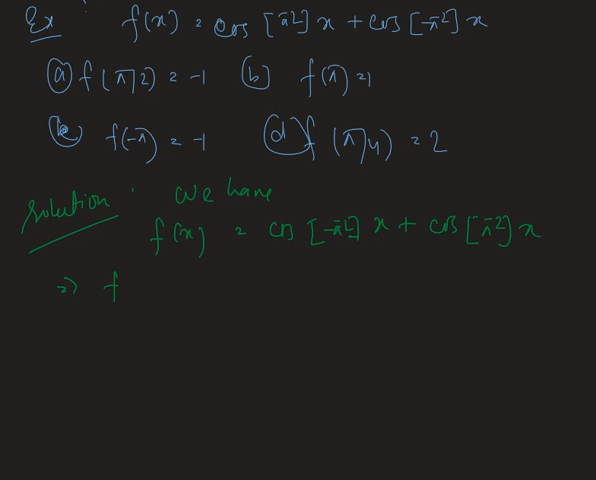 Ex : f(x) = cos [π²] x + cos [-π²] x
(a) f(π/2) = -1 (b) f(π) = 1
(c) f(-π) = -1 (d) f(π/4) = 2
Solution : we have
f(x) = cos [-π²] x + cos [π²] x
=> f